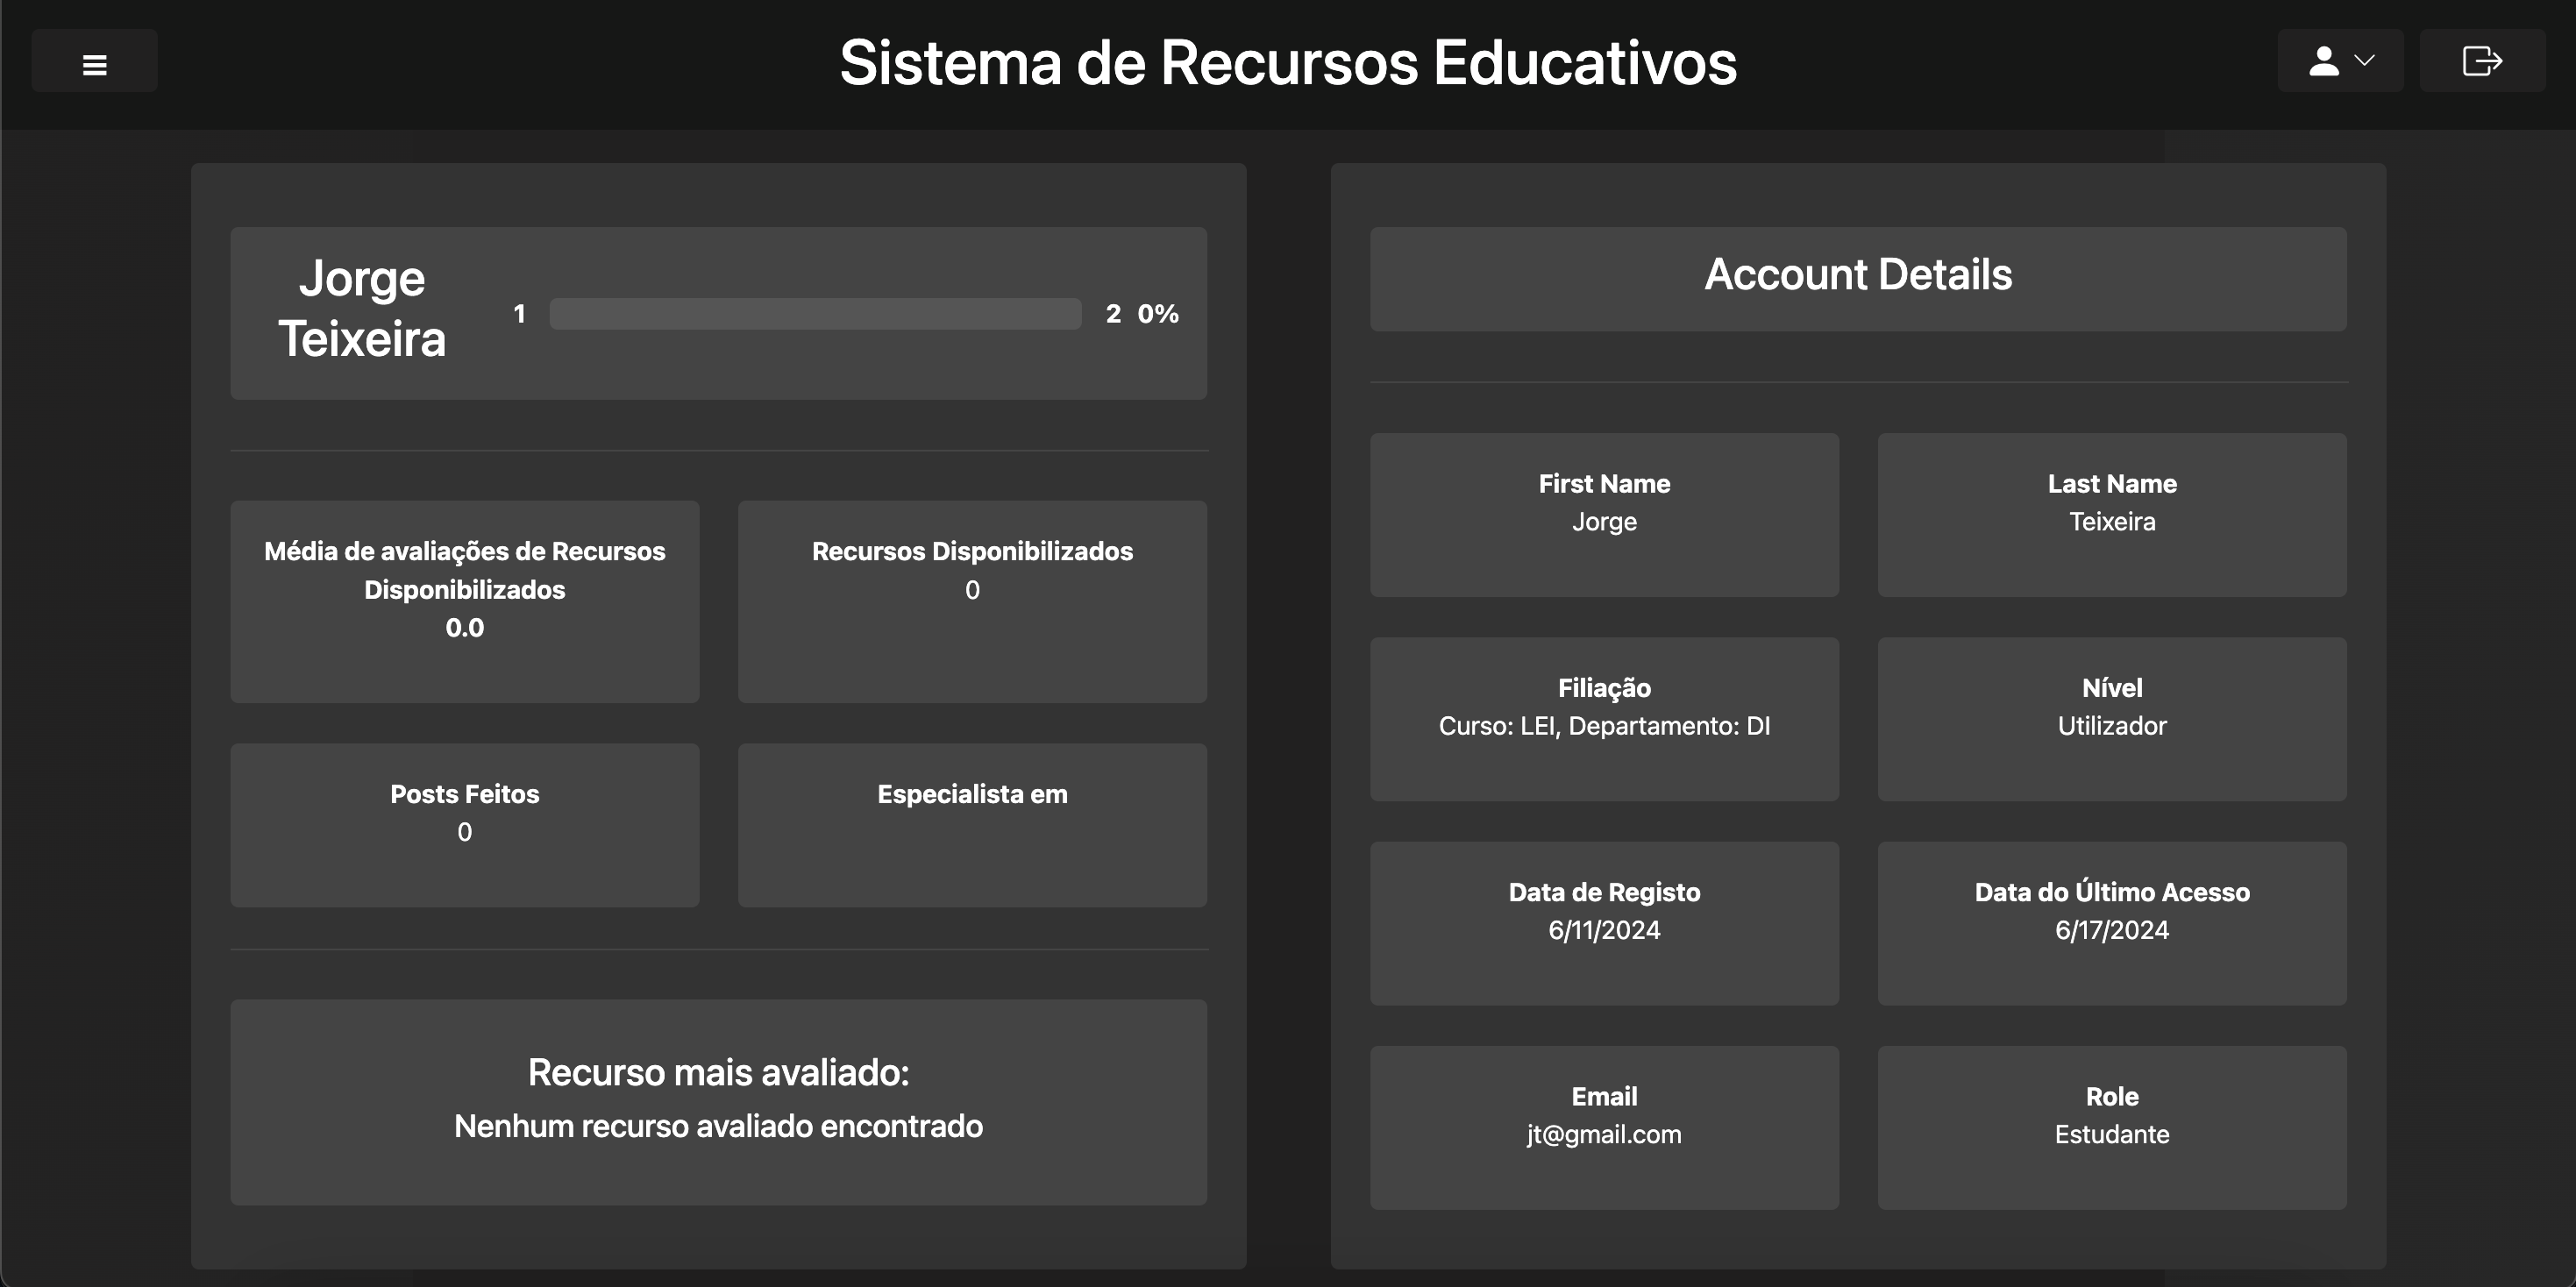 Sistema de Recursos Educativos
Jorge
Teixeira
1 2 0%
Média de avaliações de Recursos
Disponibilizados
0.0
Recursos Disponibilizados
0
Posts Feitos
0
Especialista em
Recurso mais avaliado:
Nenhum recurso avaliado encontrado
Account Details
First Name
Jorge
Last Name
Teixeira
Filiação
Curso: LEI, Departamento: DI
Nível
Utilizador
Data de Registo
6/11/2024
Data do Último Acesso
6/17/2024
Email
jt@gmail.com
Role
Estudante